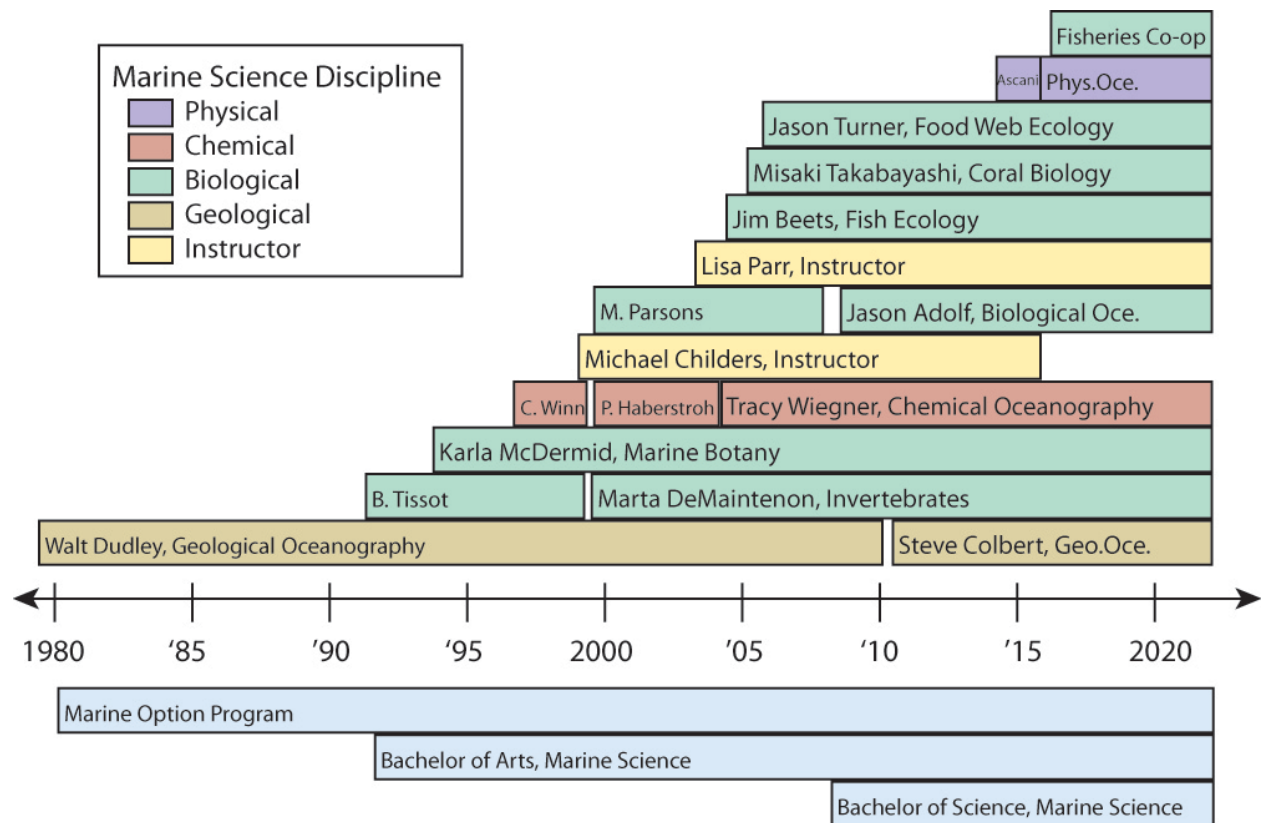 Fisheries Co-op
Marine Science Discipline
Physical
Chemical
Biological
Geological
Instructor
Ascani
Phys.Oce.
Jason Turner, Food Web Ecology
Misaki Takabayashi, Coral Biology
Jim Beets, Fish Ecology
Lisa Parr, Instructor
M. Parsons
Jason Adolf, Biological Oce.
Michael Childers, Instructor
C. Winn
P. Haberstroh
Tracy Wiegner, Chemical Oceanography
Karla McDermid, Marine Botany
B. Tissot
Marta DeMaintenon, Invertebrates
Walt Dudley, Geological Oceanography
Steve Colbert, Geo.Oce.
1980 ‘85 ‘90 ‘95 2000 ‘05 ‘10 ‘15 2020
Marine Option Program
Bachelor of Arts, Marine Science
Bachelor of Science, Marine Science